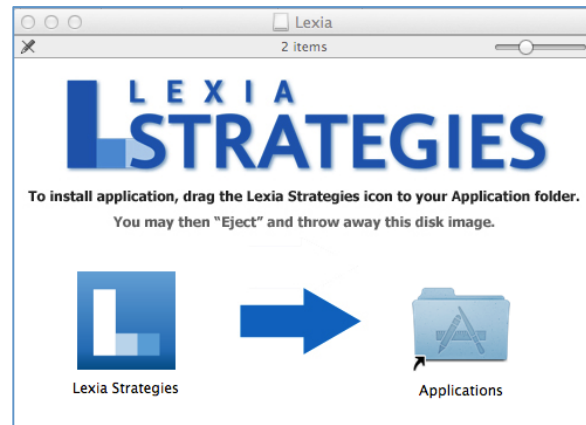 Lexia
2 items
LEXIA
STRATEGIES
To install application, drag the Lexia Strategies icon to your Application folder.
You may then “Eject” and throw away this disk image.
Lexia Strategies
Applications